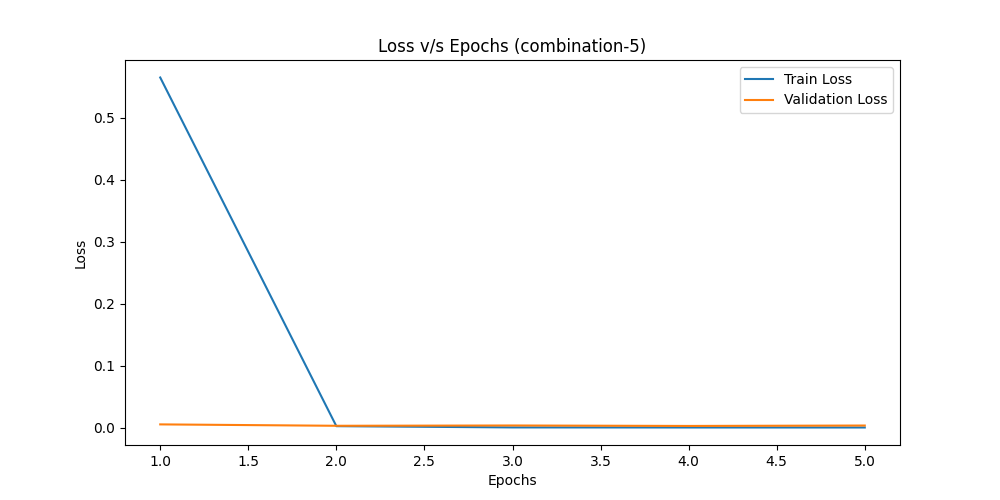 Loss v/s Epochs (combination-5)
Train Loss
Validation Loss
0.5
0.4
0.3
0.2
0.1
0.0
Loss
1.0 1.5 2.0 2.5 3.0 3.5 4.0 4.5 5.0
Epochs